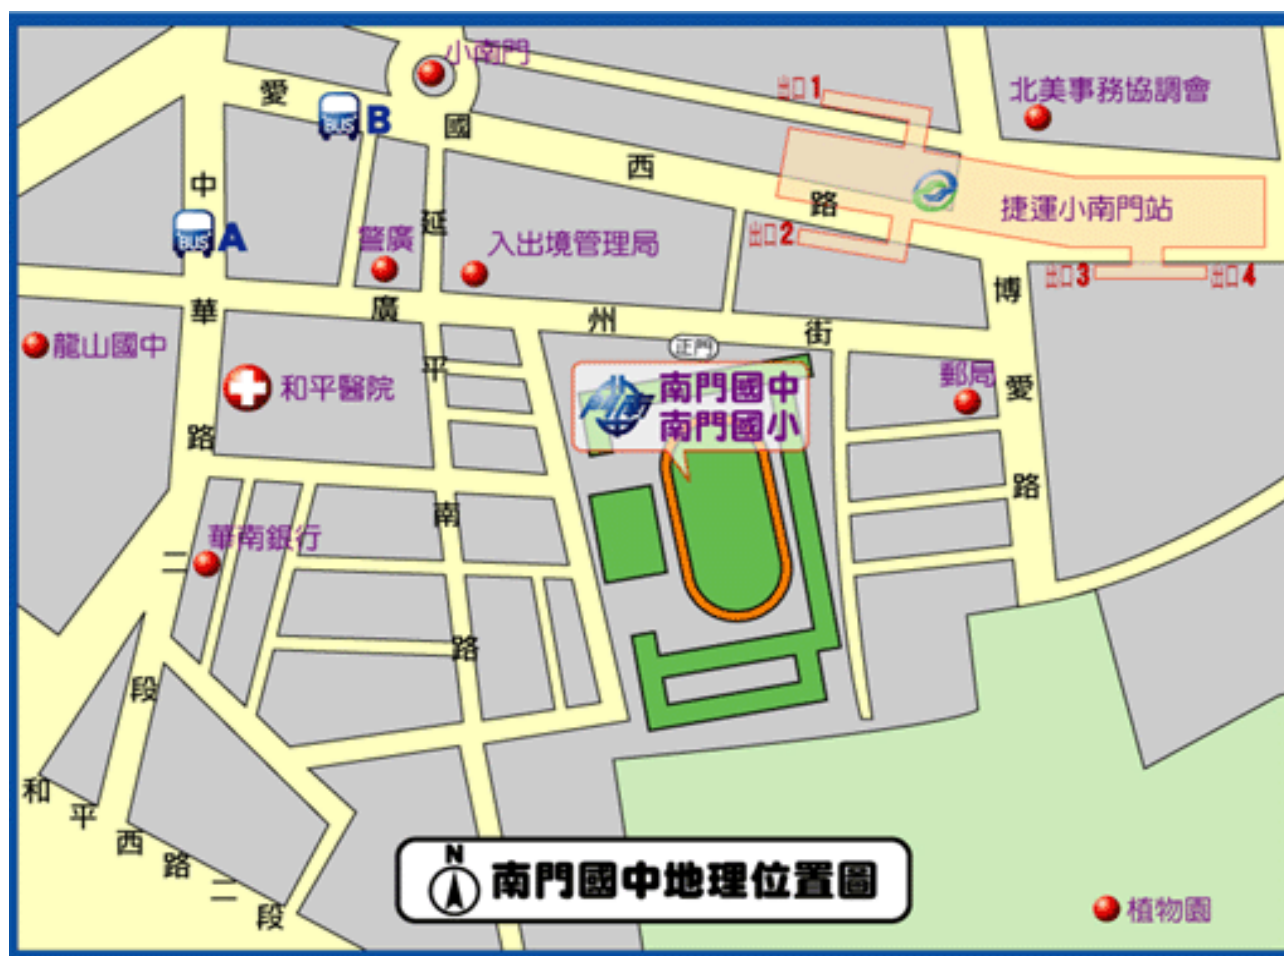 小南門
愛國西路
出口1
北美事務協調會
BUS B
中華路二段
BUS A
警廣
延平南路
入出境管理局
出口2
捷運小南門站
出口3
出口4
博愛路
廣州街
正門
龍山國中
和平醫院
南門國中
南門國小
郵局
華南銀行
和平西路二段
N
南門國中地理位置圖
植物園